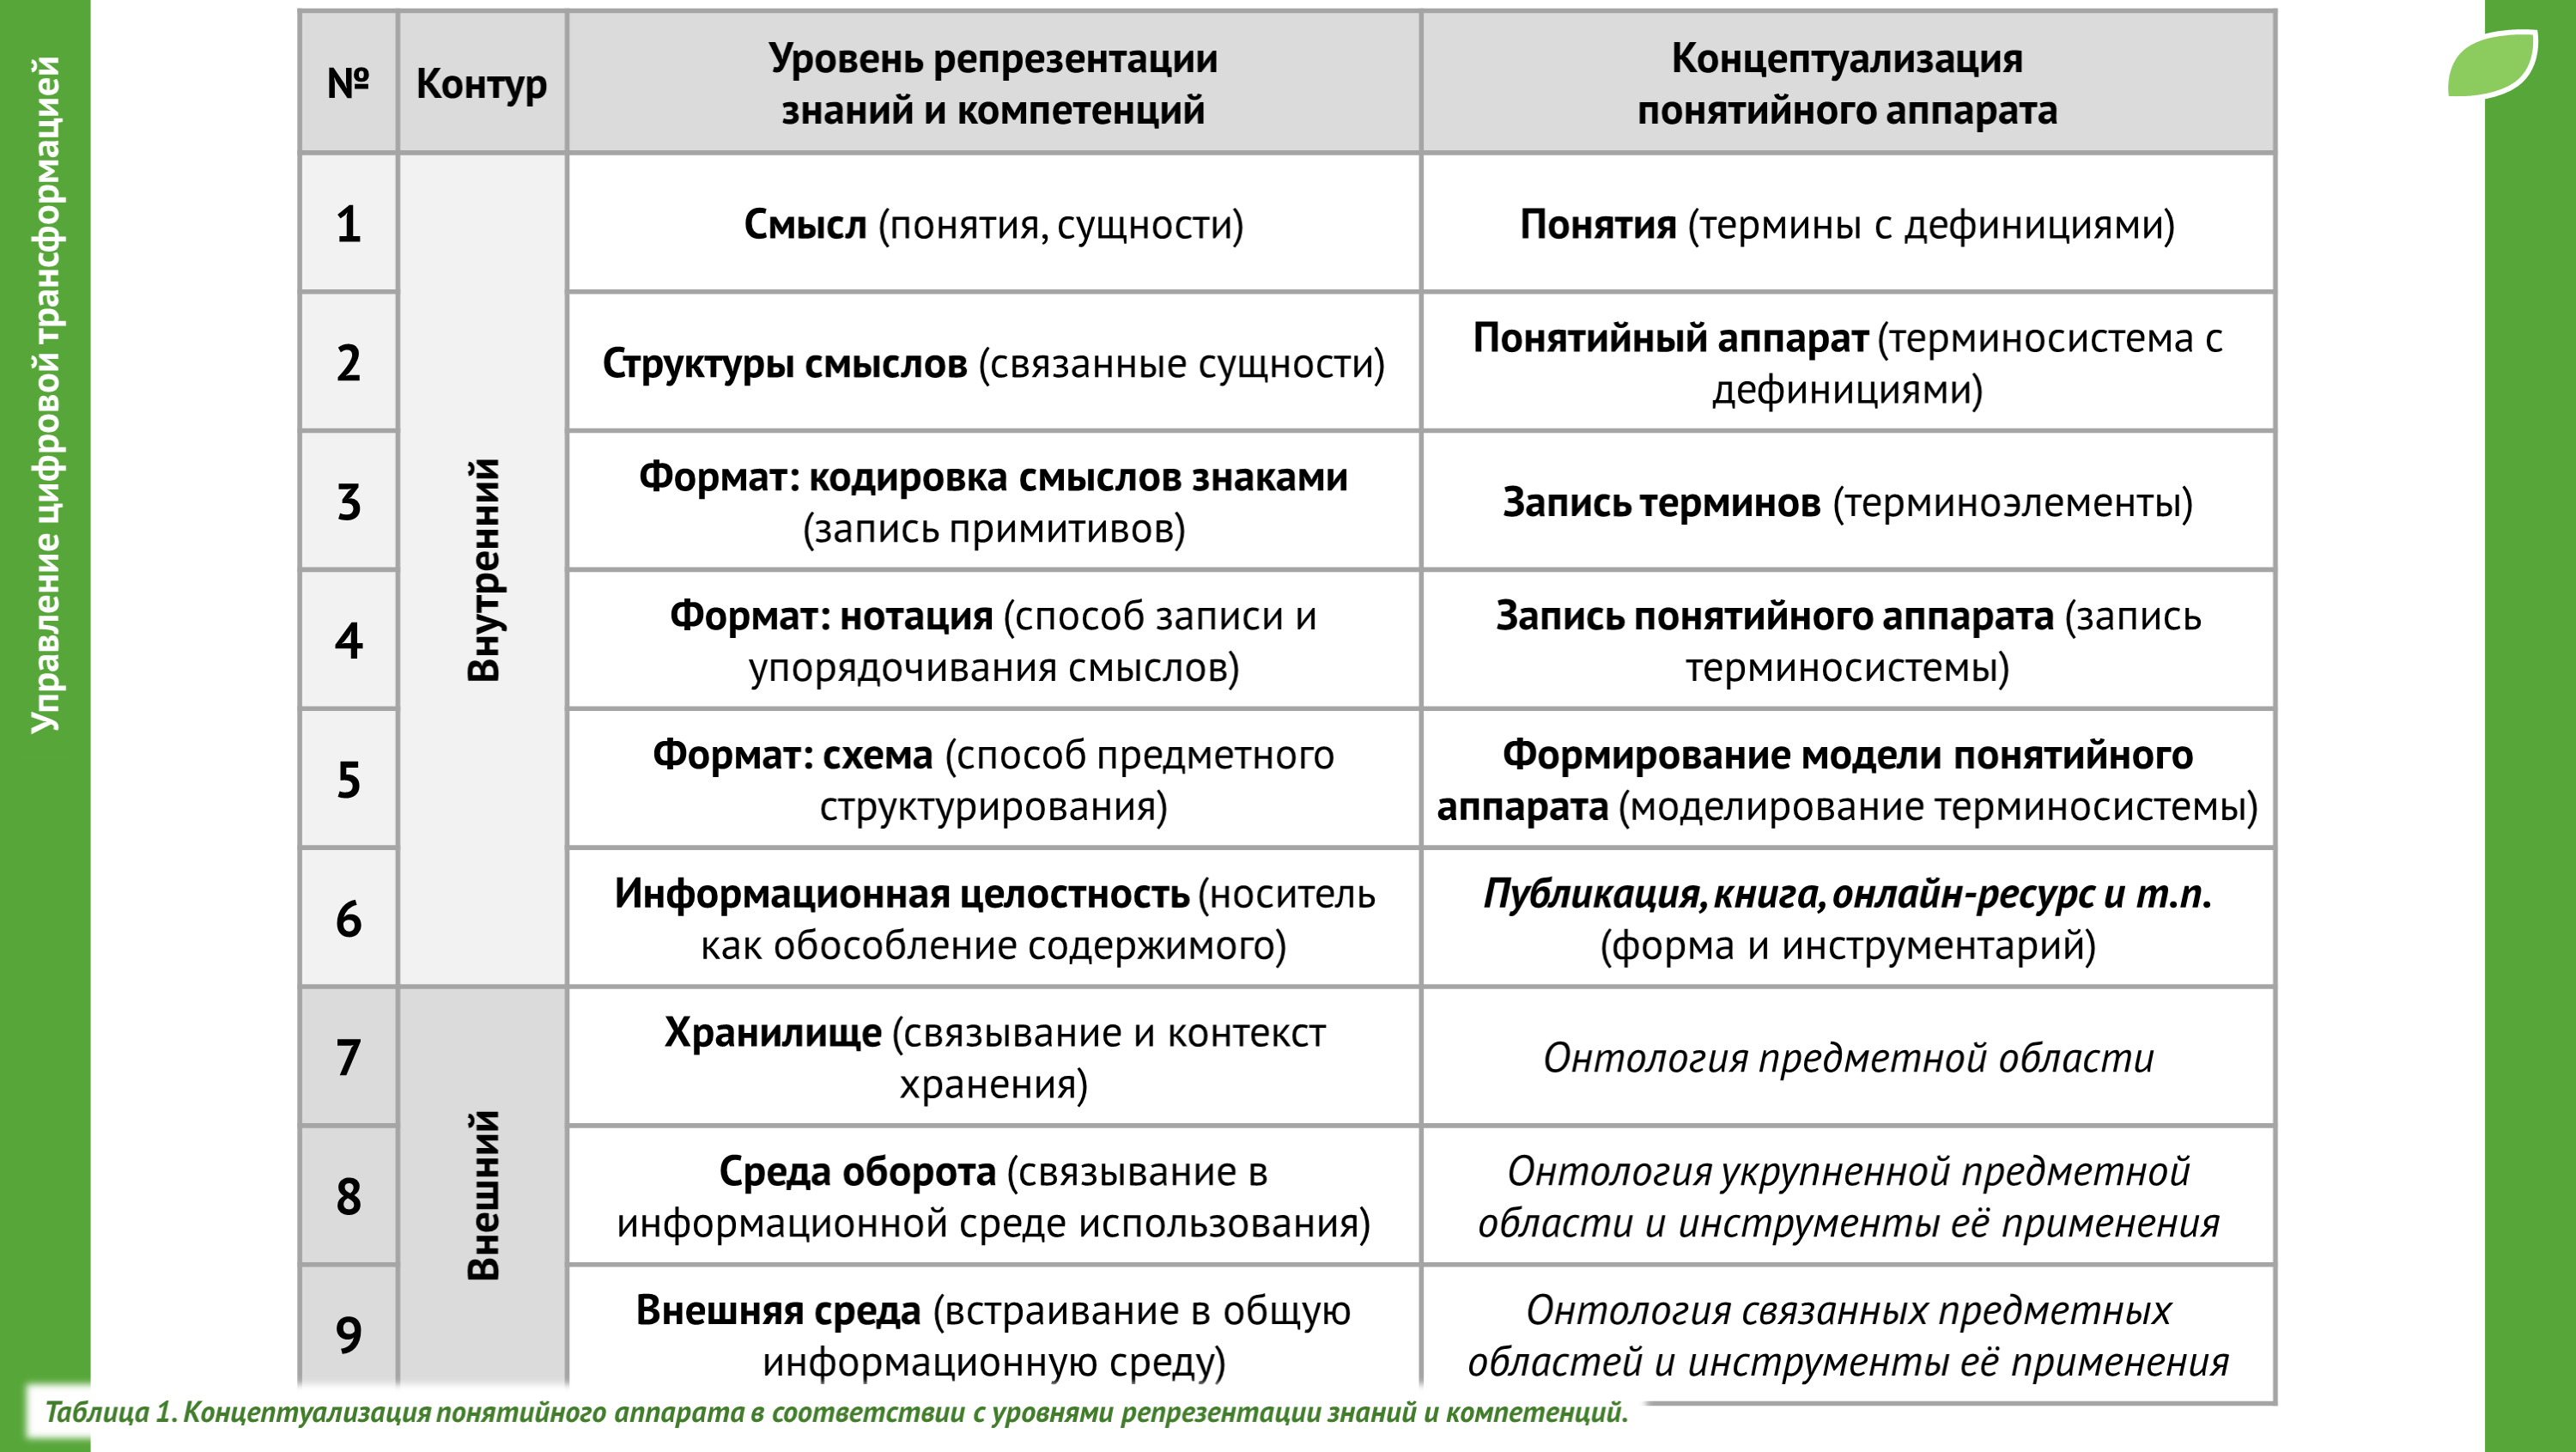 Управление цифровой трансформацией
№
Контур
Уровень репрезентации
знаний и компетенций
Концептуализация
понятийного аппарата
Внутренний
1
Смысл (понятия, сущности)
Понятия (термины с дефинициями)
2
Структуры смыслов (связанные сущности)
Понятийный аппарат (терминосистема с
дефинициями)
3
Формат: кодировка смыслов знаками
(запись примитивов)
Запись терминов (терминоэлементы)
4
Формат: нотация (способ записи и
упорядочивания смыслов)
Запись понятийного аппарата (запись
терминосистемы)
5
Формат: схема (способ предметного
структурирования)
Формирование модели понятийного
аппарата (моделирование терминосистемы)
6
Информационная целостность (носитель
как обособление содержимого)
Публикация, книга, онлайн-ресурс и т.п.
(форма и инструментарий)
Внешний
7
Хранилище (связывание и контекст
хранения)
Онтология предметной области
8
Среда оборота (связывание в
информационной среде использования)
Онтология укрупненной предметной
области и инструменты её применения
9
Внешняя среда (встраивание в общую
информационную среду)
Онтология связанных предметных
областей и инструменты её применения
Таблица 1. Концептуализация понятийного аппарата в соответствии с уровнями репрезентации знаний и компетенций.